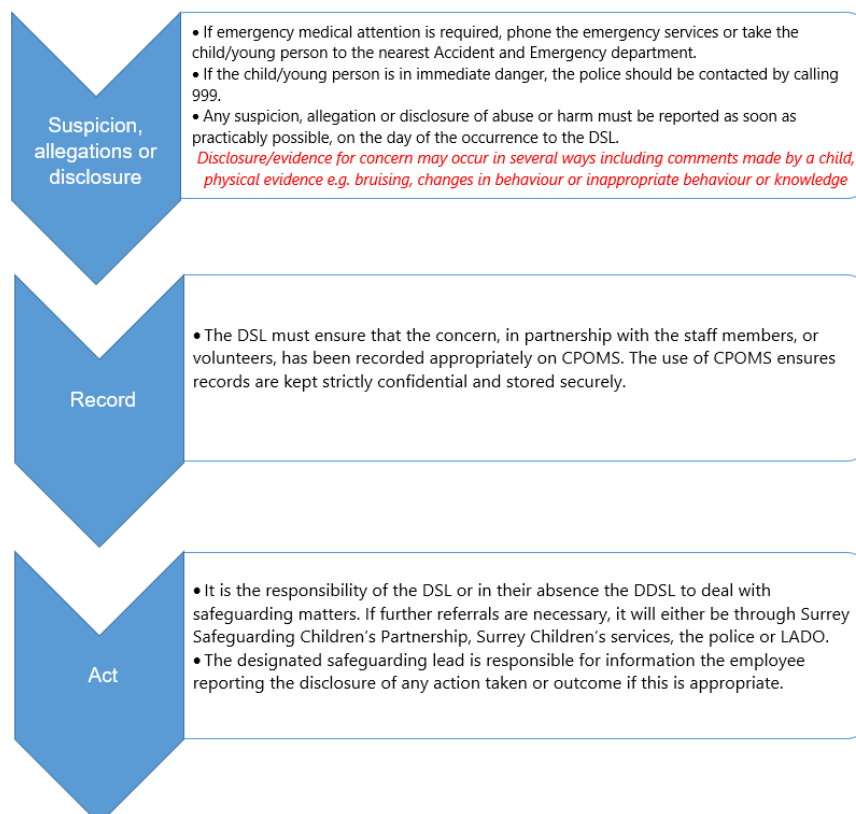 Suspicion,
allegations or
disclosure
• If emergency medical attention is required, phone the emergency services or take the
child/young person to the nearest Accident and Emergency department.
• If the child/young person is in immediate danger, the police should be contacted by calling
999.
• Any suspicion, allegation or disclosure of abuse or harm must be reported as soon as
practicably possible, on the day of the occurrence to the DSL.
Disclosure/evidence for concern may occur in several ways including comments made by a child,
physical evidence e.g. bruising, changes in behaviour or inappropriate behaviour or knowledge
Record
• The DSL must ensure that the concern, in partnership with the staff members, or
volunteers, has been recorded appropriately on CPOMS. The use of CPOMS ensures
records are kept strictly confidential and stored securely.
Act
• It is the responsibility of the DSL or in their absence the DDSL to deal with
safeguarding matters. If further referrals are necessary, it will either be through Surrey
Safeguarding Children's Partnership, Surrey Children's services, the police or LADO.
• The designated safeguarding lead is responsible for information the employee
reporting the disclosure of any action taken or outcome if this is appropriate.